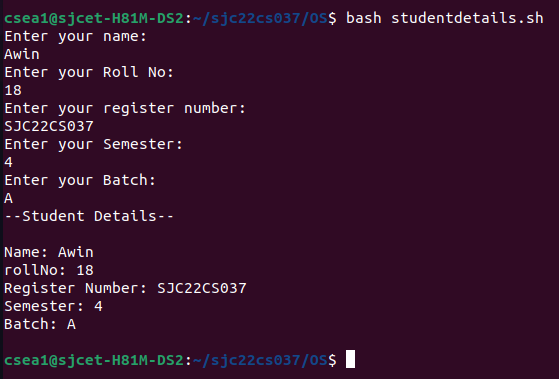 csea1@sjcet-H81M-DS2:~/sjc22cs037/OS$ bash studentdetails.sh
Enter your name:
Awin
Enter your Roll No:
18
Enter your register number:
SJC22CS037
Enter your Semester:
4
Enter your Batch:
A
--Student Details--
Name: Awin
rollNo: 18
Register Number: SJC22CS037
Semester: 4
Batch: A
csea1@sjcet-H81M-DS2:~/sjc22cs037/OS$